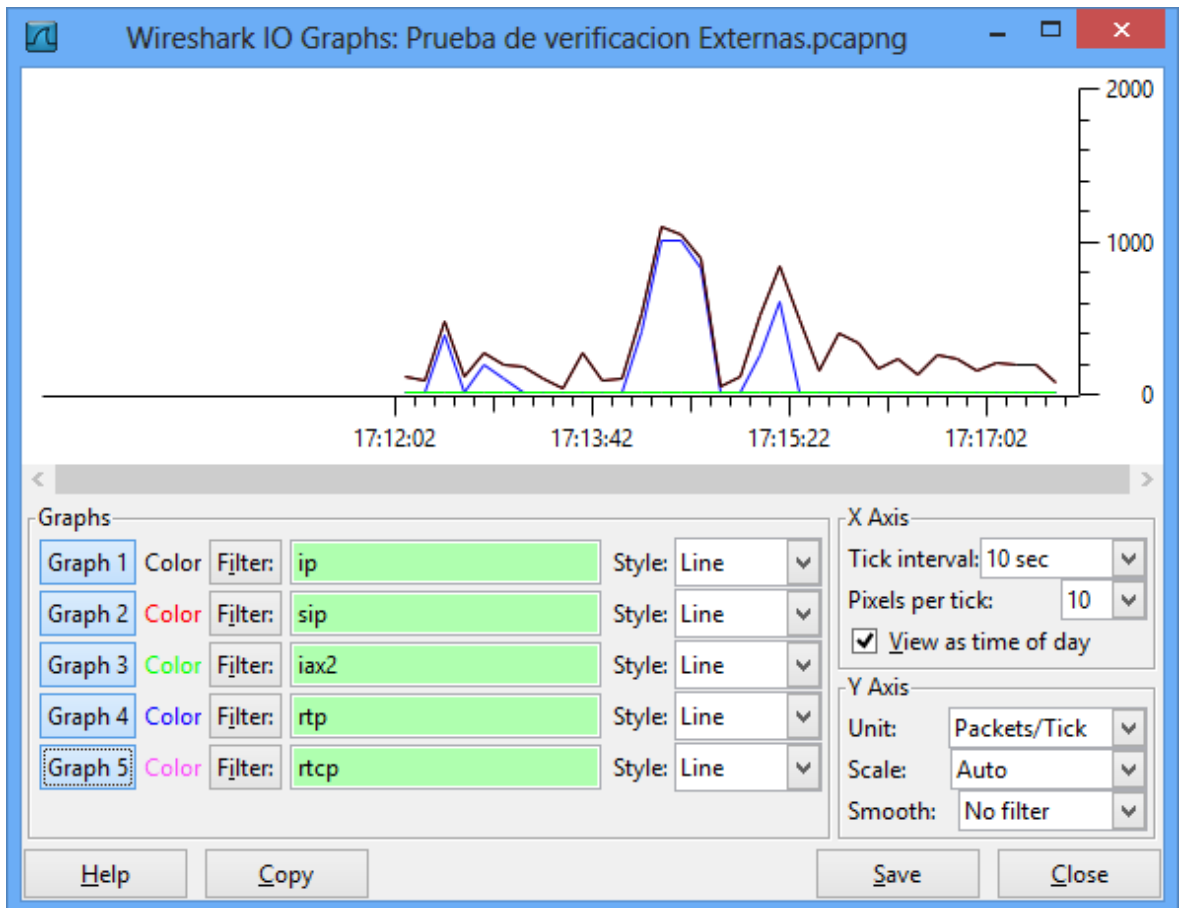 Wireshark IO Graphs: Prueba de verificacion Externas.pcapng
2000
1000
0
17:12:02 17:13:42 17:15:22 17:17:02
Graphs
Graph 1 Color Filter: ip Style: Line
Graph 2 Color Filter: sip Style: Line
Graph 3 Color Filter: iax2 Style: Line
Graph 4 Color Filter: rtp Style: Line
Graph 5 Color Filter: rtcp Style: Line
X Axis
Tick interval: 10 sec
Pixels per tick: 10
View as time of day
Y Axis
Unit: Packets/Tick
Scale: Auto
Smooth: No filter
Help Copy Save Close